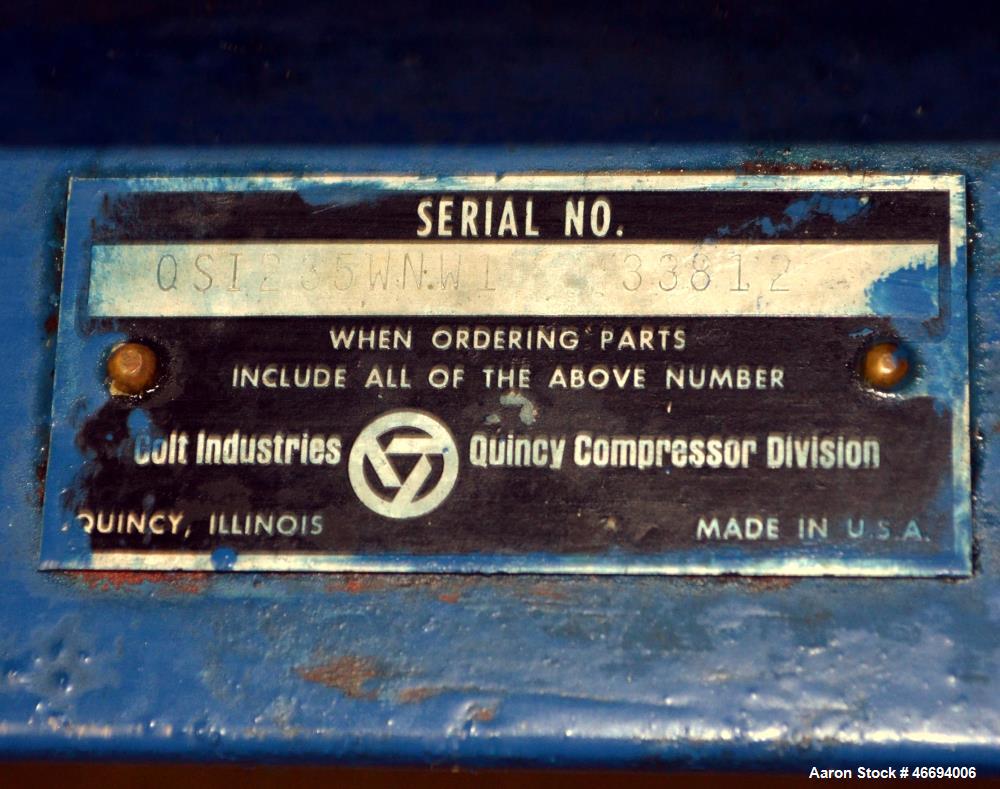 SERIAL NO.
QSI235WNW1 33812
WHEN ORDERING PARTS
INCLUDE ALL OF THE ABOVE NUMBER
Colt Industries Quincy Compressor Division
QUINCY, ILLINOIS MADE IN U.S.A.
Aaron Stock # 46694006